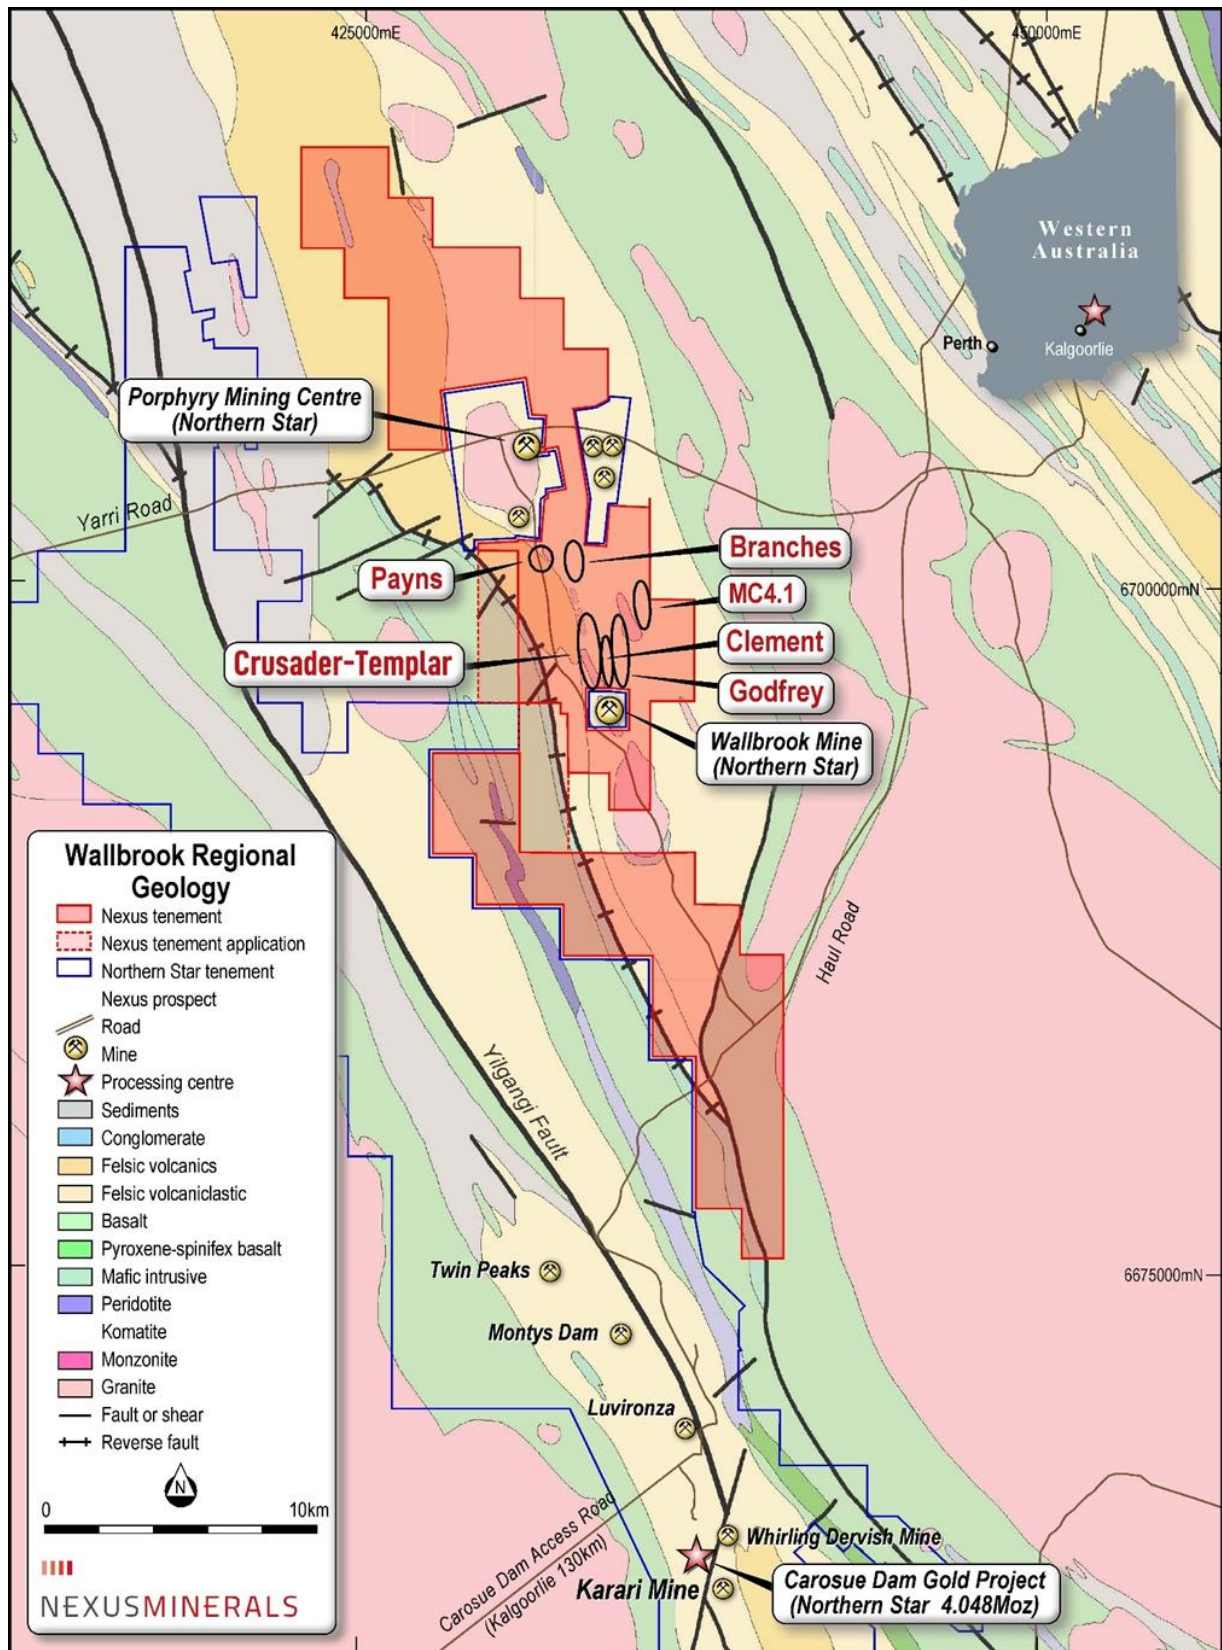 425000mE
450000mE
Western
Australia
Perth
Kalgoorlie
Porphyry Mining Centre
(Northern Star)
Yarri Road
Branches
Payns
6700000mN
MC4.1
Clement
Crusader-Templar
Godfrey
Wallbrook Mine
(Northern Star)
Haul Road
Yilgangi Fault
6675000mN
Twin Peaks
Montys Dam
Luvironza
Carosue Dam Access Road
(Kalgoorlie 130km)
Whirling Dervish Mine
Karari Mine
Carosue Dam Gold Project
(Northern Star 4.048Moz)
Wallbrook Regional
Geology
Nexus tenement
Nexus tenement application
Northern Star tenement
Nexus prospect
Road
Mine
Processing centre
Sediments
Conglomerate
Felsic volcanics
Felsic volcaniclastic
Basalt
Pyroxene-spinifex basalt
Mafic intrusive
Peridotite
Komatite
Monzonite
Granite
Fault or shear
Reverse fault
N
0 10km
NEXUSMINERALS